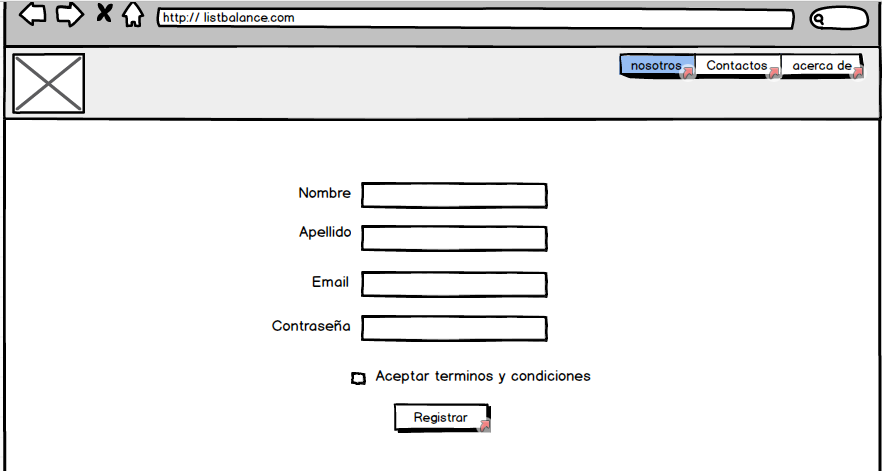 http:// listbalance.com
nosotros Contactos acerca de
Nombre
Apellido
Email
Contraseña
Aceptar terminos y condiciones
Registrar